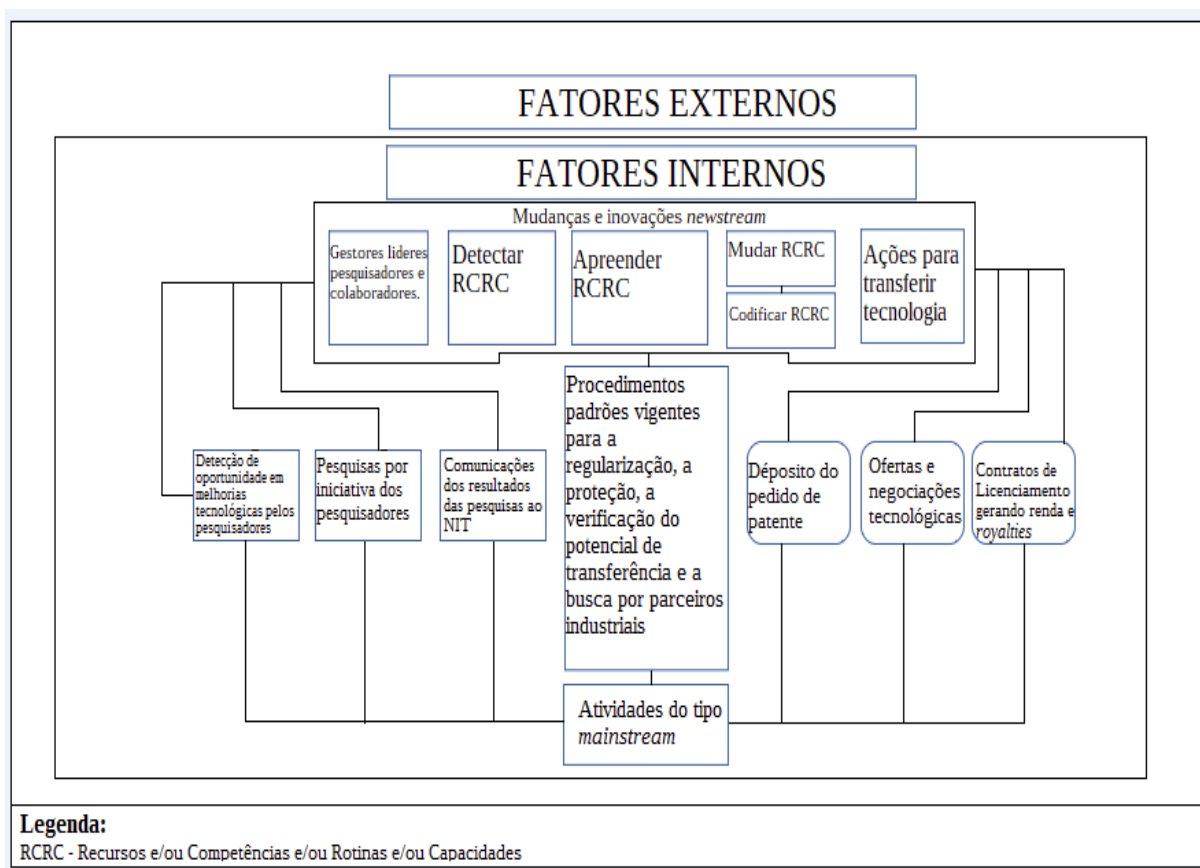 FATORES EXTERNOS
FATORES INTERNOS
Mudanças e inovações newstream
Gestores lideres
pesquisadores e
colaboradores.
Detectar
RCRC
Apreender
RCRC
Mudar RCRC
Codificar RCRC
Ações para
transferir
tecnologia
Detecção de
oportunidade em
melhorias
tecnológicas pelos
pesquisadores
Pesquisas por
iniciativa dos
pesquisadores
Comunicações
dos resultados
das pesquisas ao
NIT
Procedimentos
padrões vigentes
para a
regularização, a
proteção, a
verificação do
potencial de
transferência e a
busca por parceiros
industriais
Déposito do
pedido de
patente
Ofertas e
negociações
tecnológicas
Contratos de
Licenciamento
gerando renda e
royalties
Atividades do tipo
mainstream
Legenda:
RCRC - Recursos e/ou Competências e/ou Rotinas e/ou Capacidades